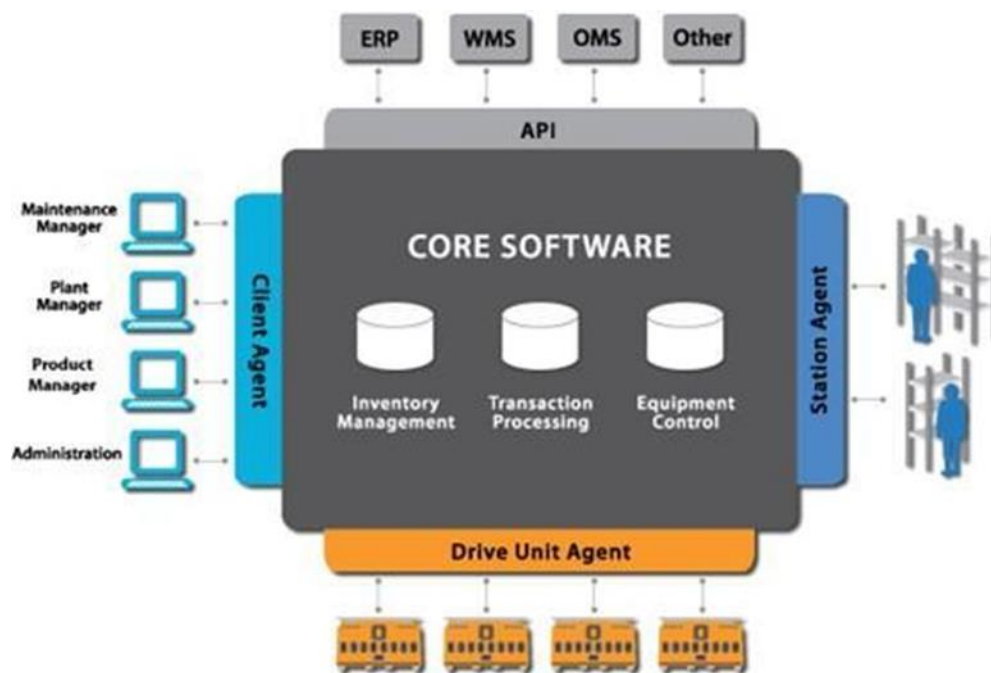 ERP
WMS
OMS
Other
API
Maintenance
Manager
Plant
Manager
Product
Manager
Administration
Client Agent
CORE SOFTWARE
Inventory
Management
Transaction
Processing
Equipment
Control
Station Agent
Drive Unit Agent